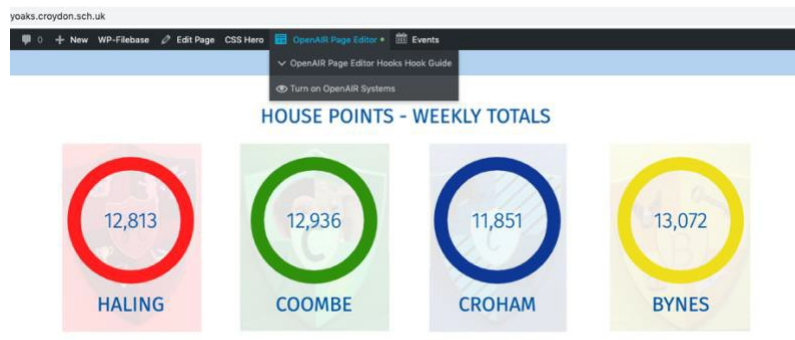 yoaks.croydon.sch.uk
0 New WP-Filebase Edit Page CSS Hero OpenAIR Page Editor Events
OpenAIR Page Editor Hooks Hook Guide
Turn on OpenAIR Systems
HOUSE POINTS - WEEKLY TOTALS
12,813 12,936 11,851 13,072
HALING COOMBE CROHAM BYNES